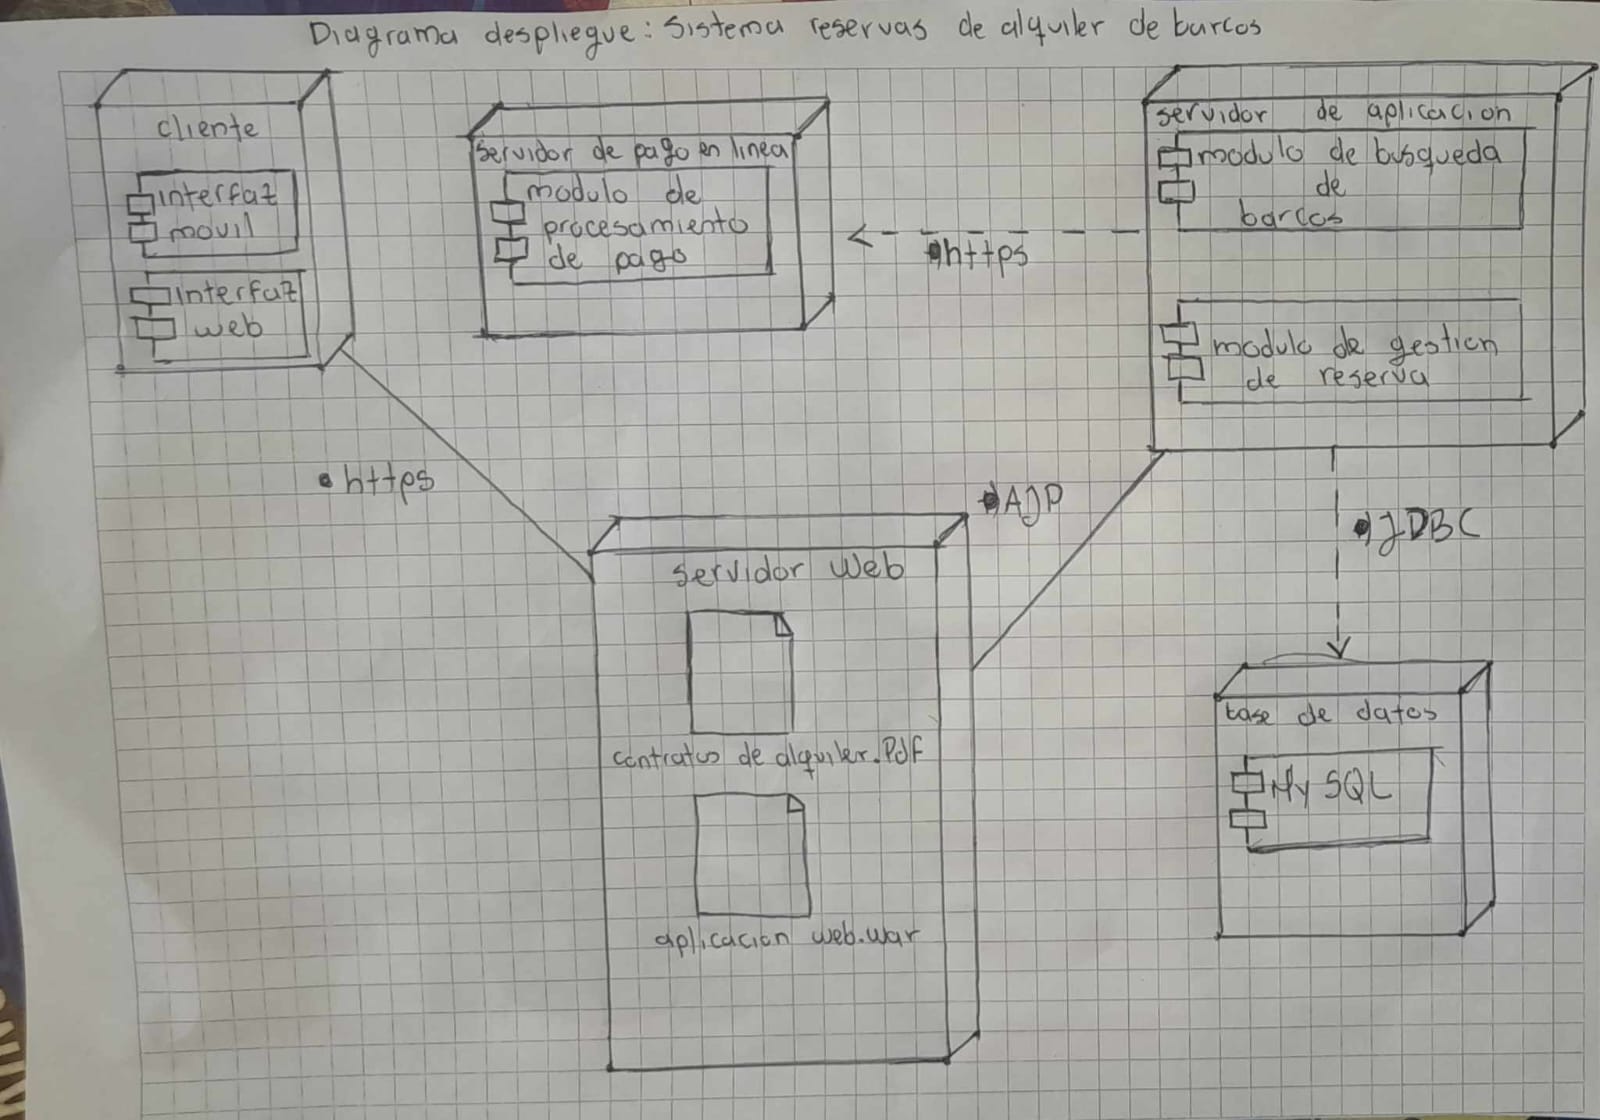 Diagrama despliegue: Sistema reservas de alquiler de barcos
cliente
interfaz
movil
interfaz
web
servidor de pago en linea
modulo de
procesamiento
de pago
https
servidor de aplicacion
modulo de busqueda
de
barcos
modulo de gestion
de reserva
https
AJP
JDBC
servidor web
contratos de alquiler.Pdf
aplicacion web.war
base de datos
My SQL